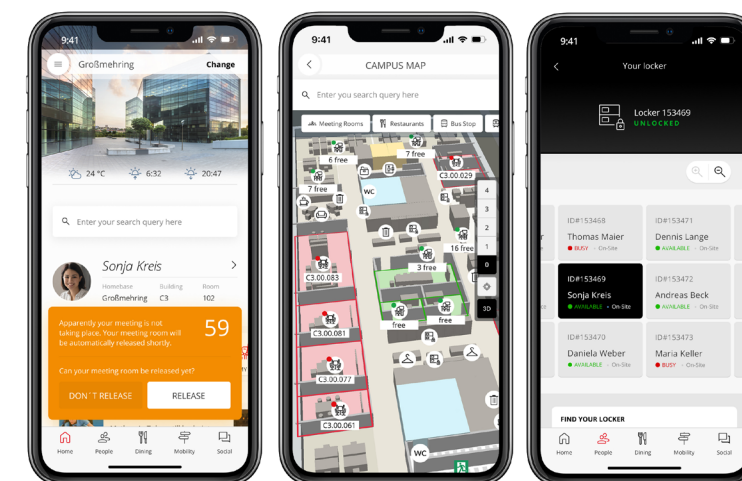 9:41
Großmehring
Change
24 °C
6:32
20:47
Enter your search query here
Sonja Kreis
Homebase
Building
Room
Großmehring
C3
102
Apparently your meeting is not
taking place. Your meeting room will
be automatically released shortly.
59
Can your meeting room be released yet?
DON´T RELEASE
RELEASE
Home
People
Dining
Mobility
Social
9:41
CAMPUS MAP
Enter you search query here
Meeting Rooms
Restaurants
Bus Stop
6 free
7 free
C3.00.029
7 free
WC
4
3
2
1
0
3D
16 free
3 free
C3.00.083
free
free
C3.00.081
C3.00.077
C3.00.061
WC
9:41
Your locker
Locker 153469
UNLOCKED
ID#153468
Thomas Maier
BUSY - On-Site
ID#153471
Dennis Lange
AVAILABLE - On-Site
ID#153469
Sonja Kreis
AVAILABLE - On-Site
ID#153472
Andreas Beck
AVAILABLE - On-Site
ID#153470
Daniela Weber
AVAILABLE - On-Site
ID#153473
Maria Keller
BUSY - On-Site
FIND YOUR LOCKER
Home
People
Dining
Mobility
Social